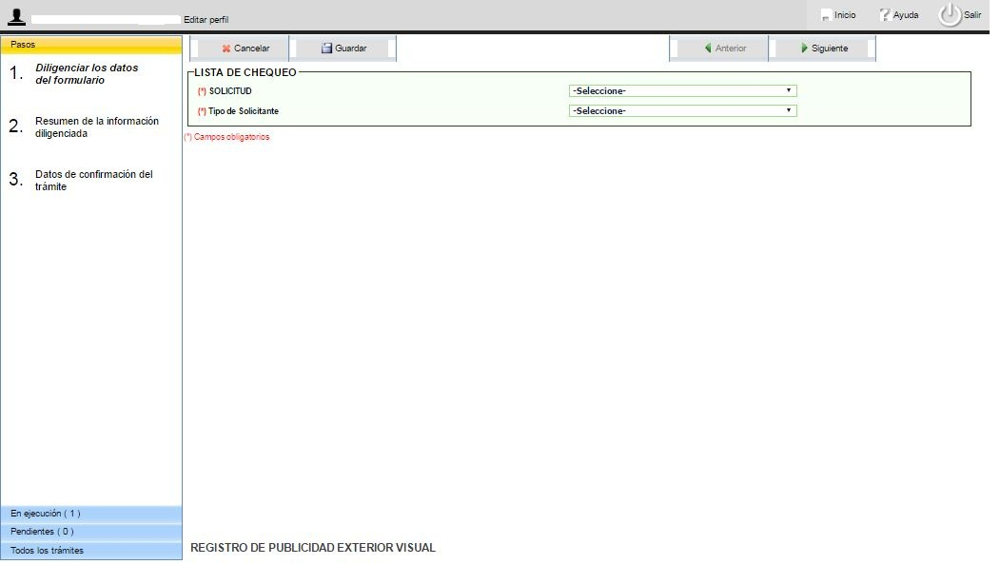 Editar perfil
Inicio
Ayuda
Salir
Pasos
1. Diligenciar los datos
del formulario
2. Resumen de la información
diligenciada
3. Datos de confirmación del
trámite
En ejecución ( 1 )
Pendientes ( 0 )
Todos los trámites
Cancelar
Guardar
Anterior
Siguiente
LISTA DE CHEQUEO
(*) SOLICITUD
-Seleccione-
(*) Tipo de Solicitante
-Seleccione-
(*) Campos obligatorios
REGISTRO DE PUBLICIDAD EXTERIOR VISUAL